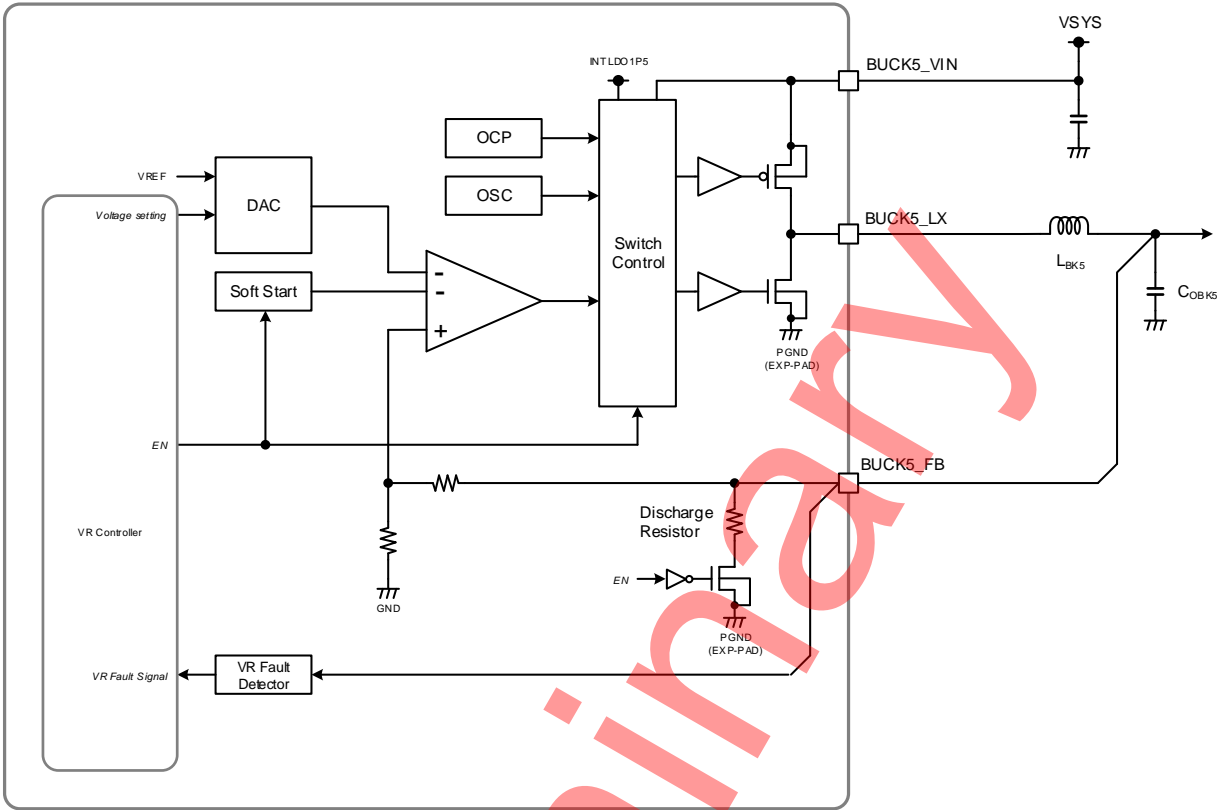 VSYS
BUCK5_VIN
INTLDO1P5
OCP
OSC
VREF
Voltage setting
DAC
Switch
Control
BUCK5_LX
LBK5
COBK5
Soft Start
-
-
+
PGND
(EXP-PAD)
EN
BUCK5_FB
Discharge
Resistor
VR Controller
EN
GND
PGND
(EXP-PAD)
VR Fault Signal
VR Fault
Detector
inary